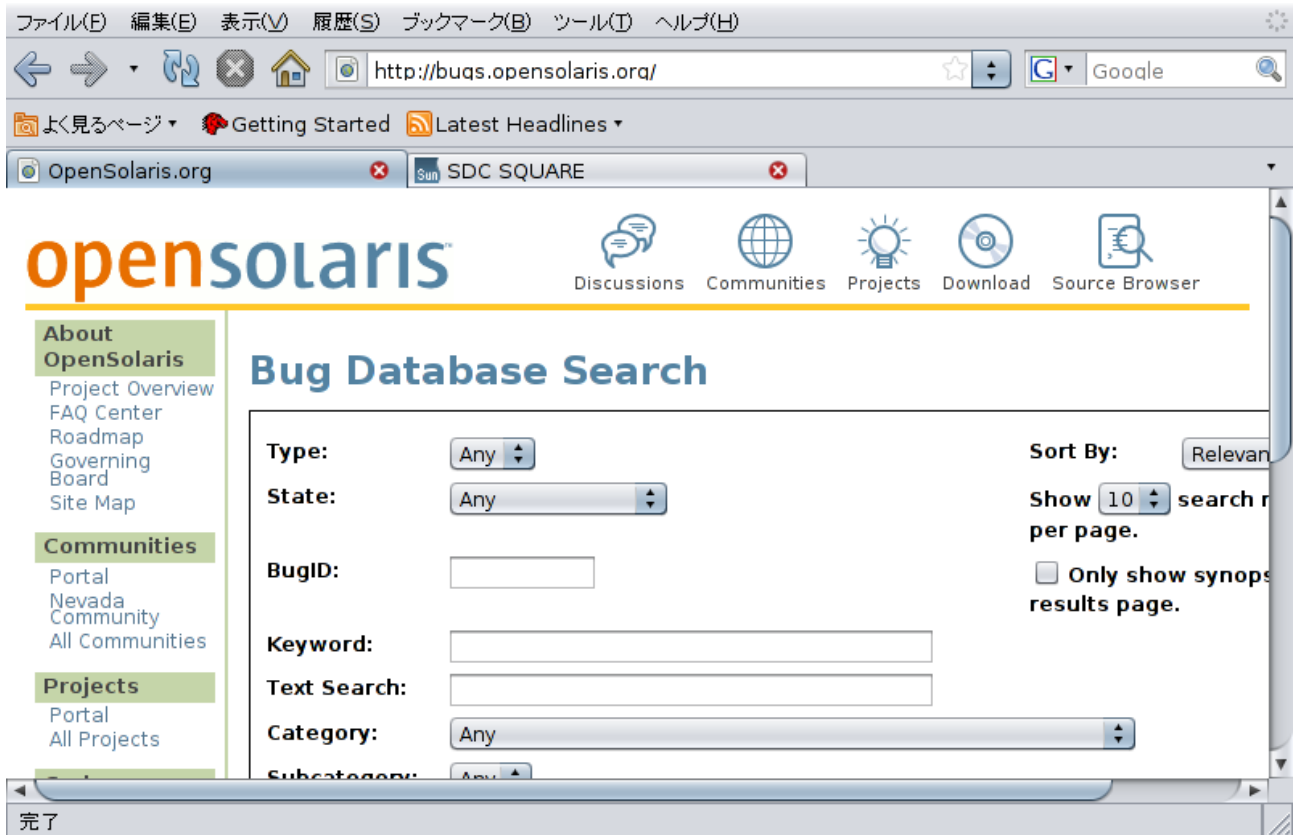 ファイル(F) 編集(E) 表示(V) 履歴(S) ブックマーク(B) ツール(T) ヘルプ(H)
http://bugs.opensolaris.org/
G Google
よく見るページ Getting Started Latest Headlines
OpenSolaris.org Sun SDC SQUARE
opensolaris
Discussions Communities Projects Download Source Browser
About
OpenSolaris
Project Overview
FAQ Center
Roadmap
Governing
Board
Site Map
Communities
Portal
Nevada
Community
All Communities
Projects
Portal
All Projects
Bug Database Search
Type: Any
State: Any
BugID:
Keyword:
Text Search:
Category: Any
Subcategory: Any
Sort By: Relevan
Show 10 search r
per page.
Only show synops
results page.
完了